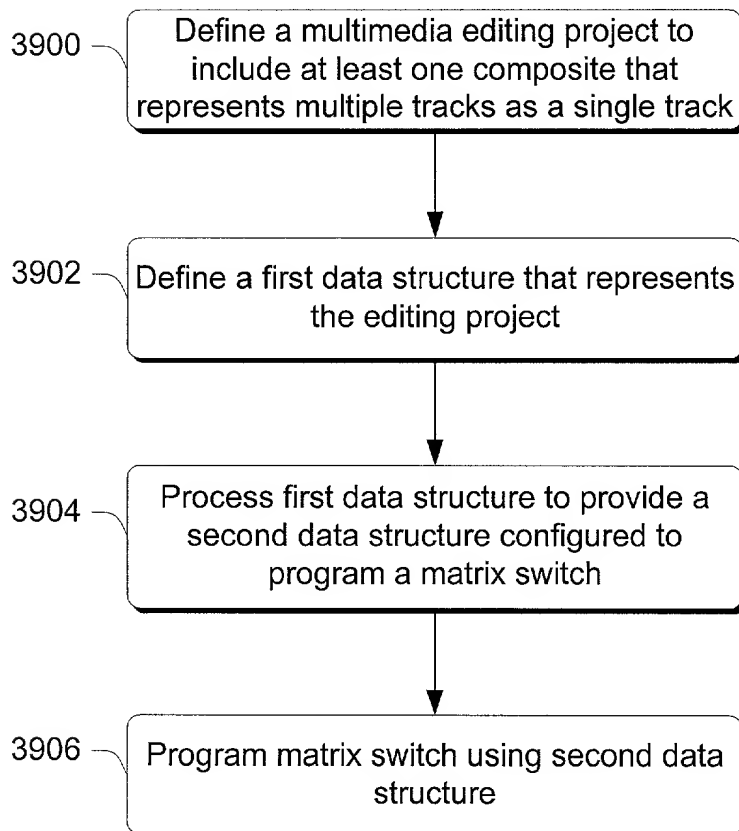 3900
Define a multimedia editing project to
include at least one composite that
represents multiple tracks as a single track
3902
Define a first data structure that represents
the editing project
3904
Process first data structure to provide a
second data structure configured to
program a matrix switch
3906
Program matrix switch using second data
structure